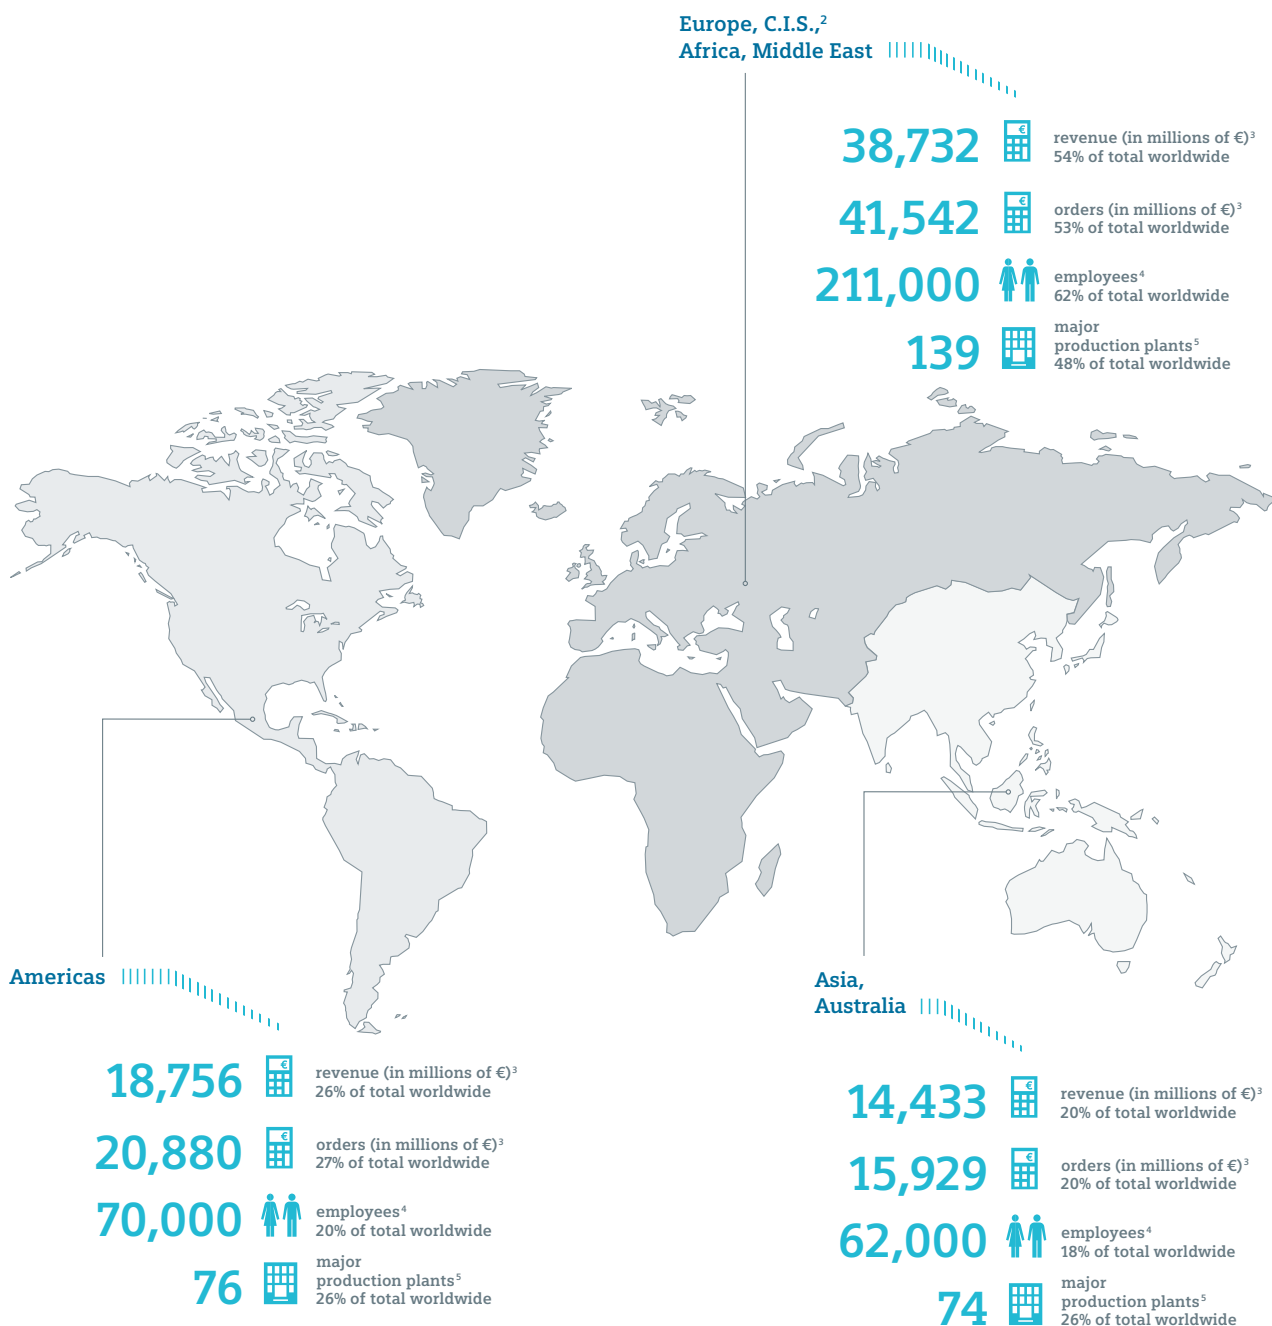 Europe, C.I.S.,²
Africa, Middle East
38,732
revenue (in millions of €)³
54% of total worldwide
41,542
orders (in millions of €)³
53% of total worldwide
211,000
employees⁴
62% of total worldwide
139
major
production plants⁵
48% of total worldwide
Americas
18,756
revenue (in millions of €)³
26% of total worldwide
20,880
orders (in millions of €)³
27% of total worldwide
70,000
employees⁴
20% of total worldwide
76
major
production plants⁵
26% of total worldwide
Asia,
Australia
14,433
revenue (in millions of €)³
20% of total worldwide
15,929
orders (in millions of €)³
20% of total worldwide
62,000
employees⁴
18% of total worldwide
74
major
production plants⁵
26% of total worldwide